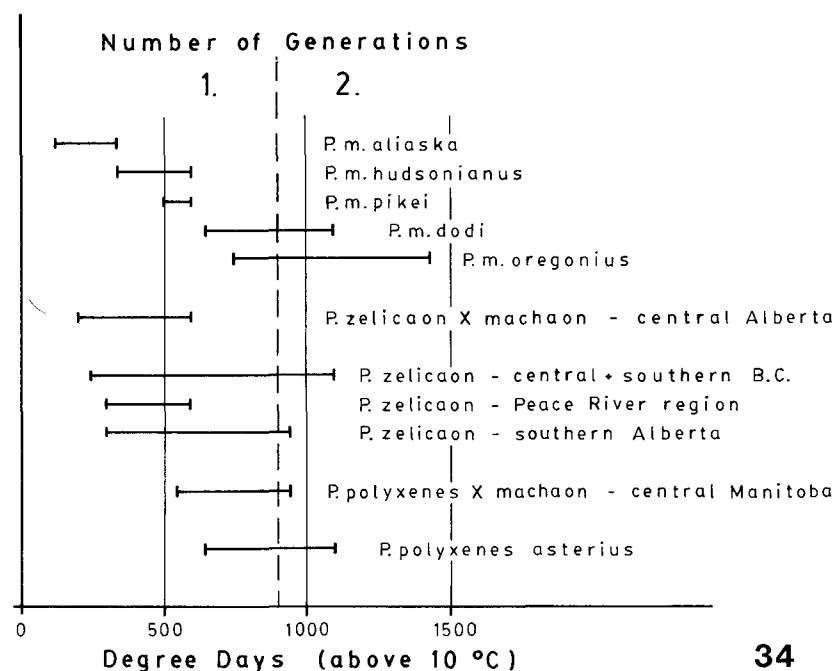 Number of Generations
1. 2.
P. m. aliaska
P. m. hudsonianus
P. m. pikei
P. m. dodi
P. m. oregonius
P. zelicaon X machaon - central Alberta
P. zelicaon - central + southern B.C.
P. zelicaon - Peace River region
P. zelicaon - southern Alberta
P. polyxenes X machaon - central Manitoba
P. polyxenes asterius
0 500 1000 1500
Degree Days (above 10 °C)
34